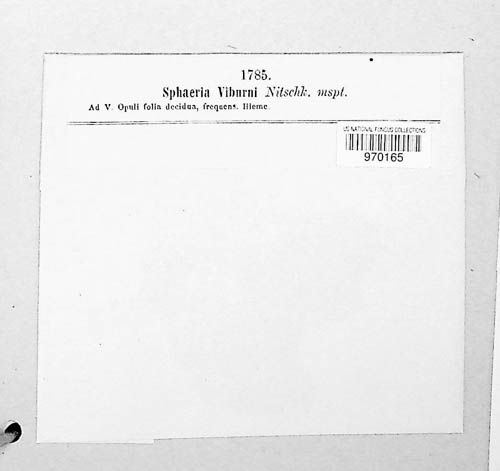 1785.
Sphaeria Viburni Nitschk. mspt.
Ad V. Opuli folia decidua, frequens. Hieme.
US NATIONAL FUNGUS COLLECTIONS
970165